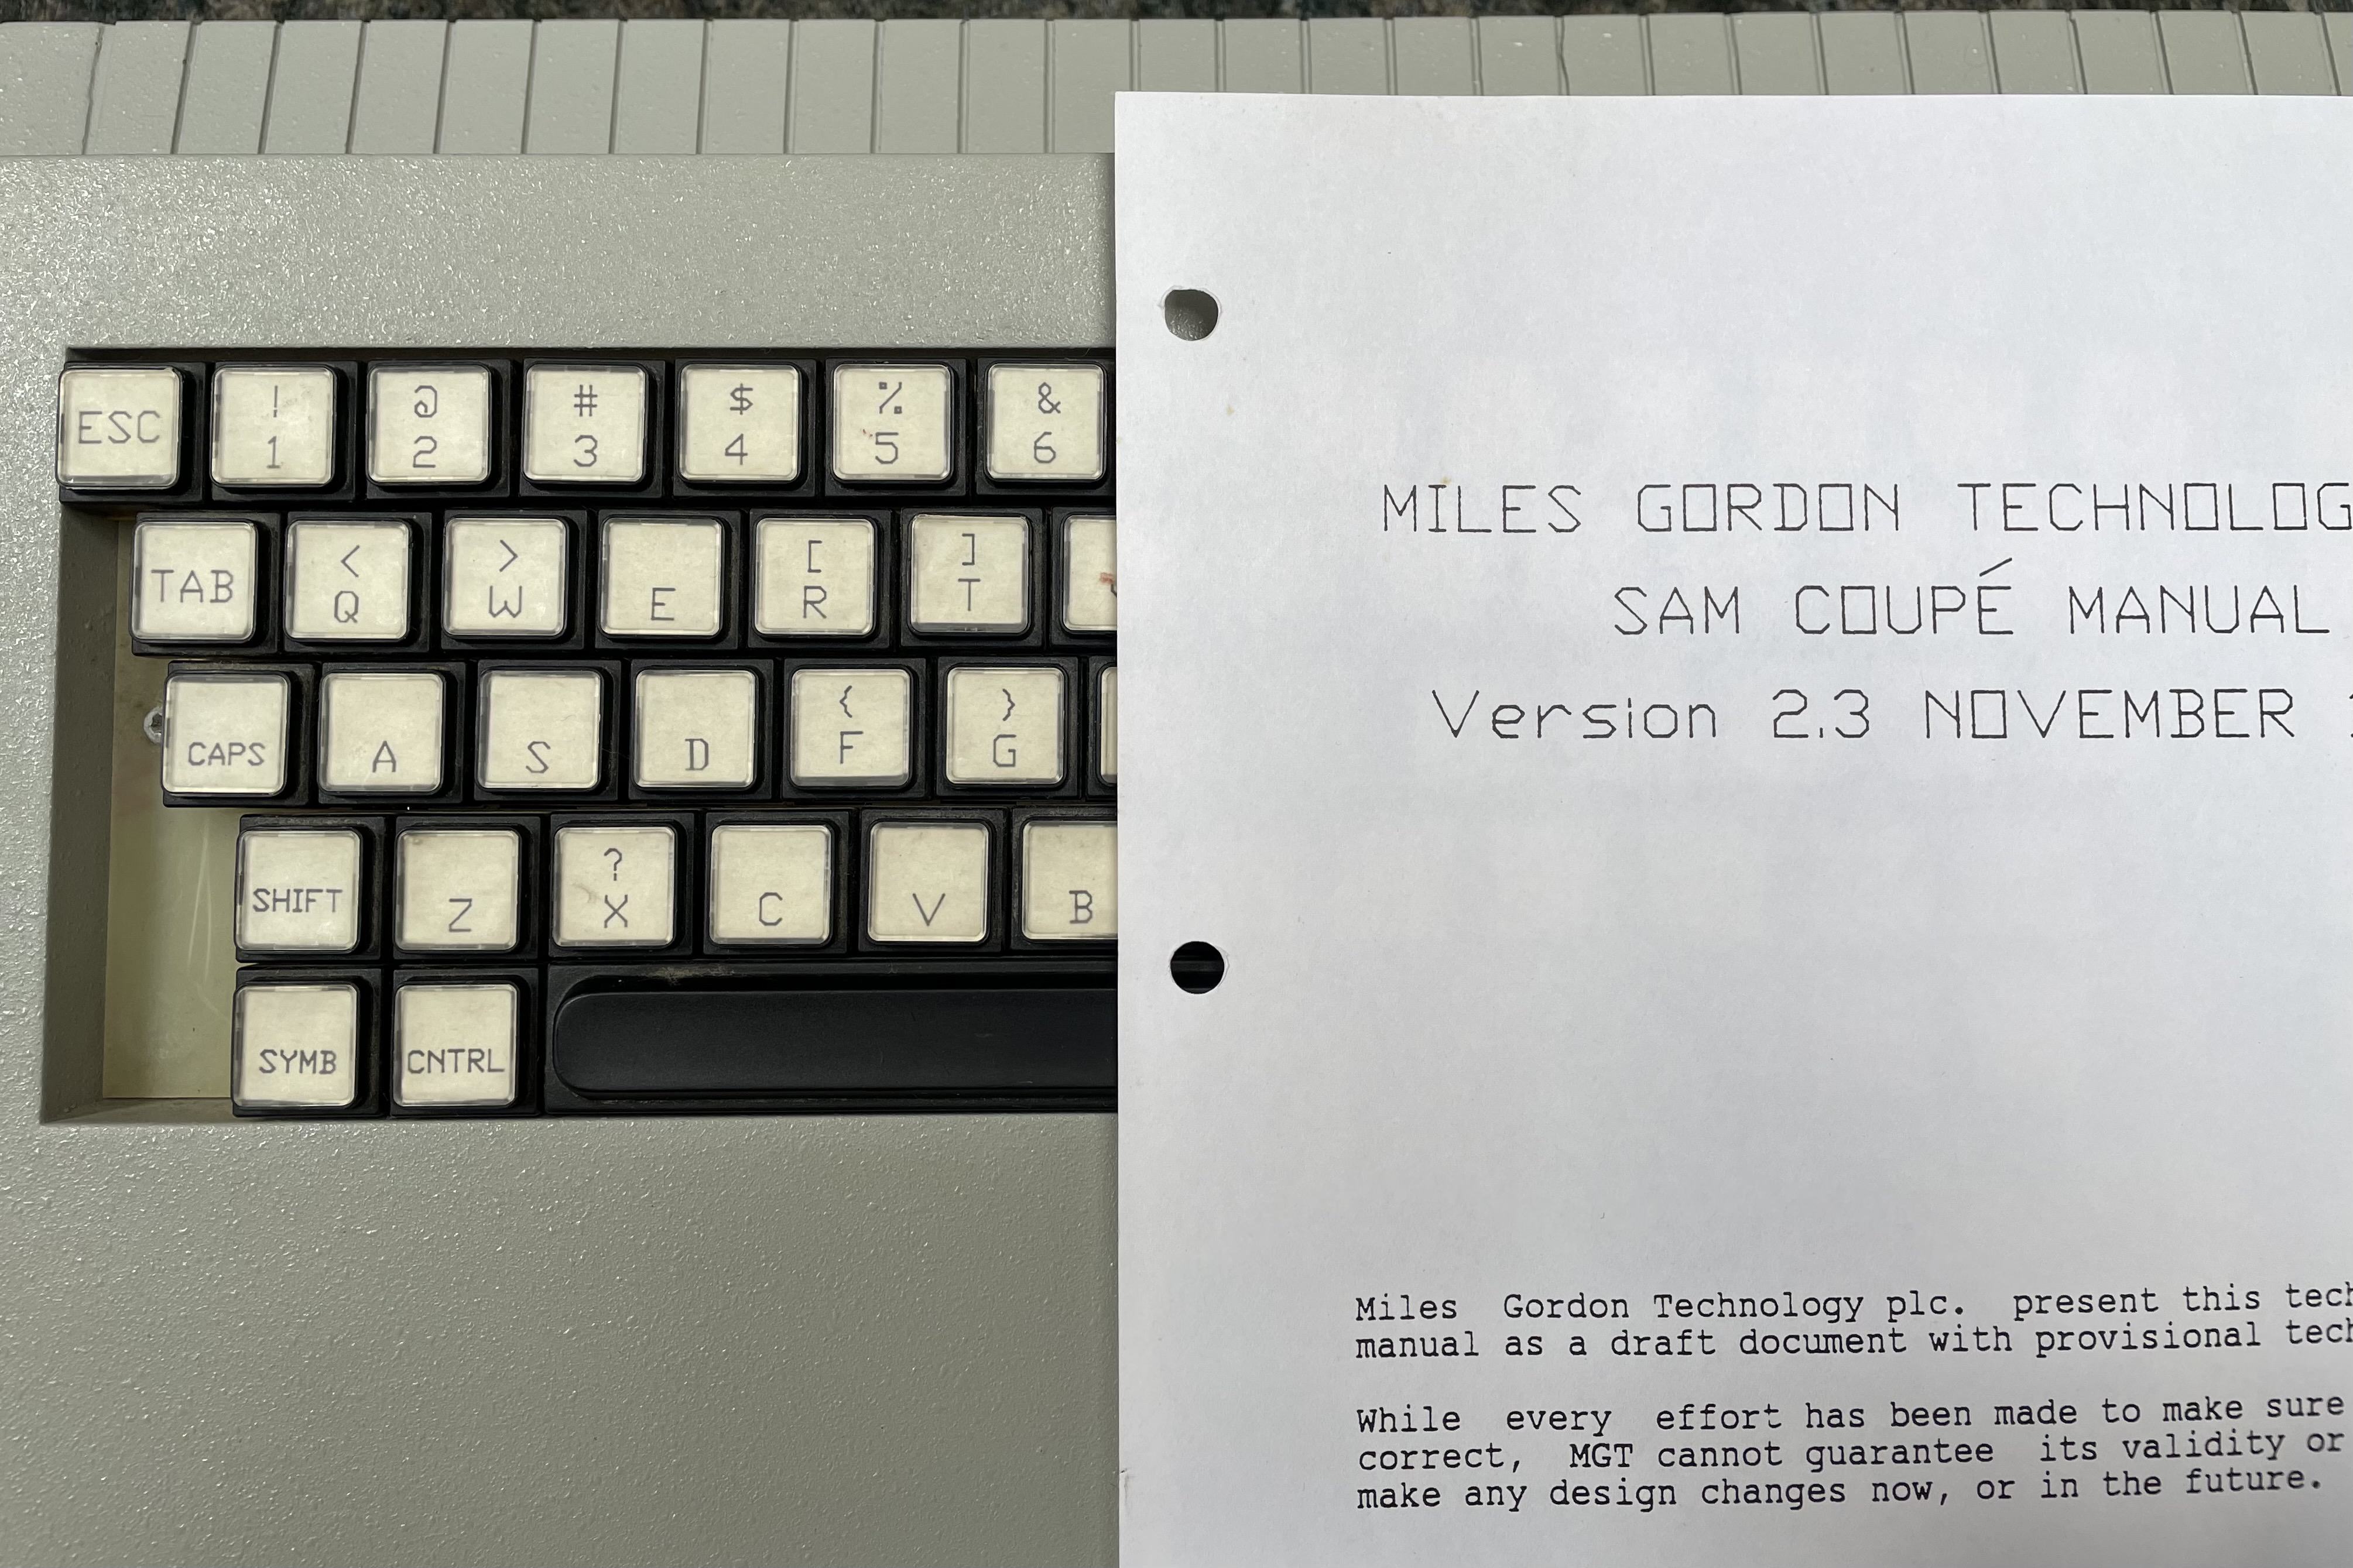 ESC ! 1 @ 2 # 3 $ 4 % 5 & 6
TAB < Q > W E [ R ] T
CAPS A S D { F } G
SHIFT Z ? X C V B
SYMB CNTRL
MILES GORDON TECHNOLOG
SAM COUPÉ MANUAL
Version 2.3 NOVEMBER
Miles Gordon Technology plc. present this tech
manual as a draft document with provisional tech
While every effort has been made to make sure
correct, MGT cannot guarantee its validity or
make any design changes now, or in the future.